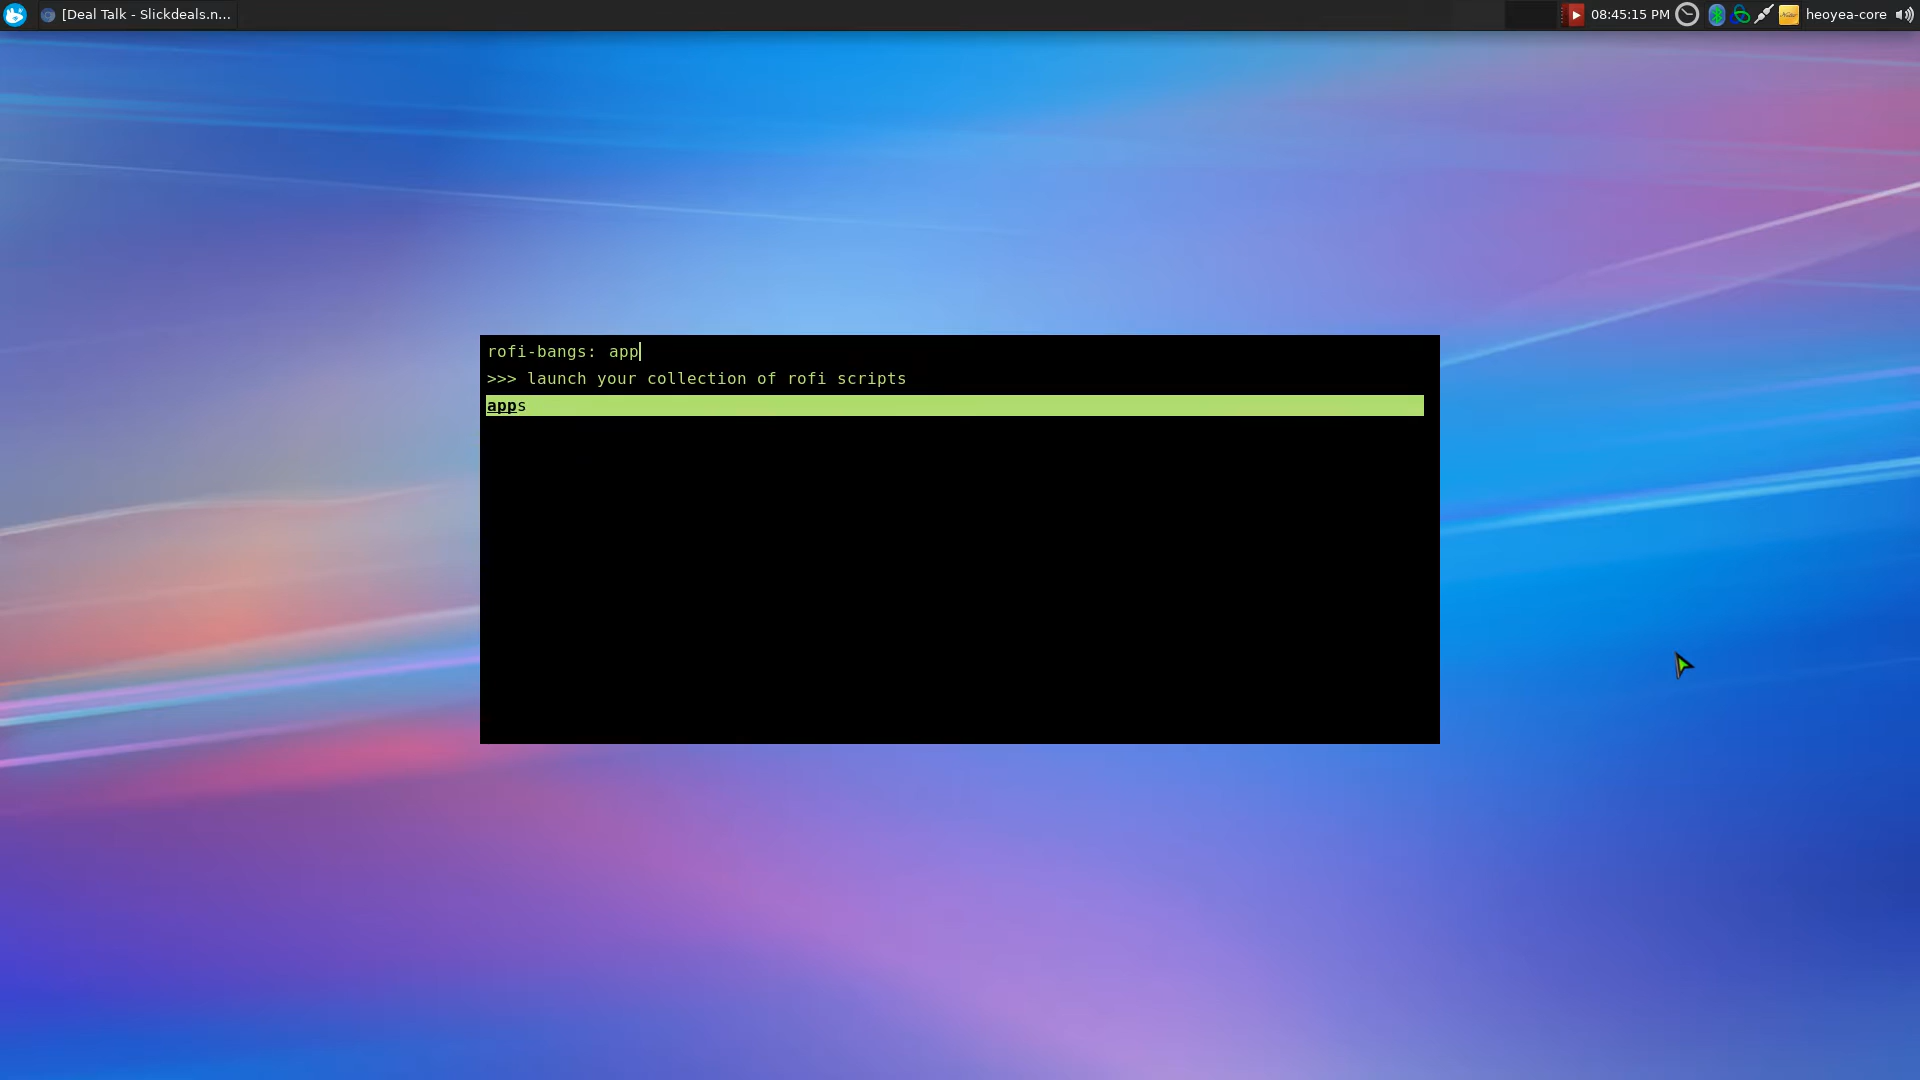 [Deal Talk - Slickdeals.n...
08:45:15 PM
heoyea-core
rofi-bangs: app
>>> launch your collection of rofi scripts
apps